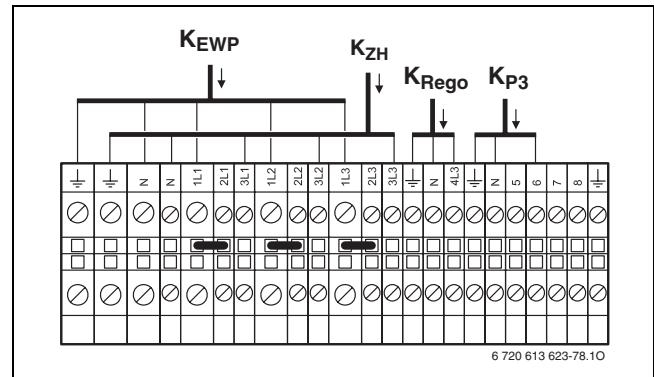 KEWP
KZH
KRego KP3
N N 1L1 2L1 3L1 1L2 2L2 3L2 1L3 2L3 3L3 N 4L3 N 5 6 7 8
6 720 613 623-78.1O